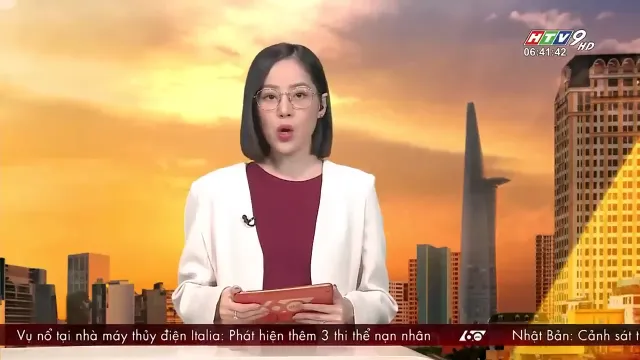 HTV9 HD
06:41:42
Vụ nổ tại nhà máy thủy điện Italia: Phát hiện thêm 3 thi thể nạn nhân
60
Nhật Bản: Cảnh sát t